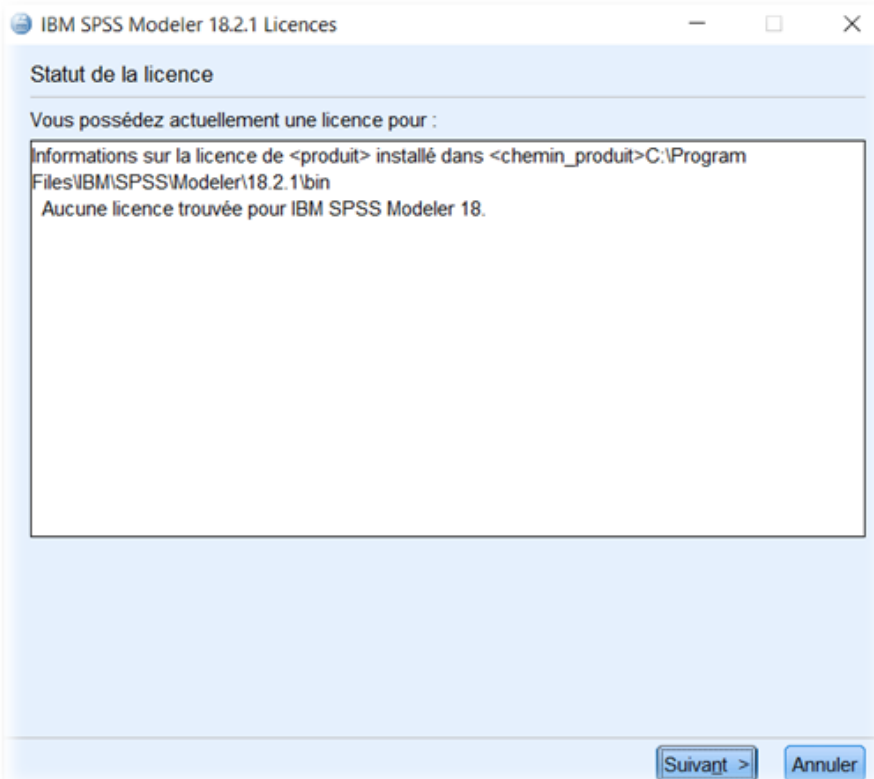 IBM SPSS Modeler 18.2.1 Licences
Statut de la licence
Vous possédez actuellement une licence pour :
Informations sur la licence de <produit> installé dans <chemin_produit>C:\Program
Files\IBM\SPSS\Modeler\18.2.1\bin
Aucune licence trouvée pour IBM SPSS Modeler 18.
Suivant >
Annuler